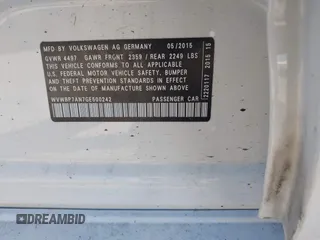 MFD BY VOLKSWAGEN AG GERMANY 05/2015
GVWR 4497 GAWR FRONT 2359 / REAR 2249 LBS
THIS VEHICLE CONFORMS TO ALL APPLICABLE
FEDERAL MOTOR VEHICLE SAFETY, BUMPER
AND THEFT PREVENTION STANDARDS IN EFFECT
ON THE DATE OF MANUFACTURE SHOWN ABOVE
PASSENGER CAR
DREAMBID